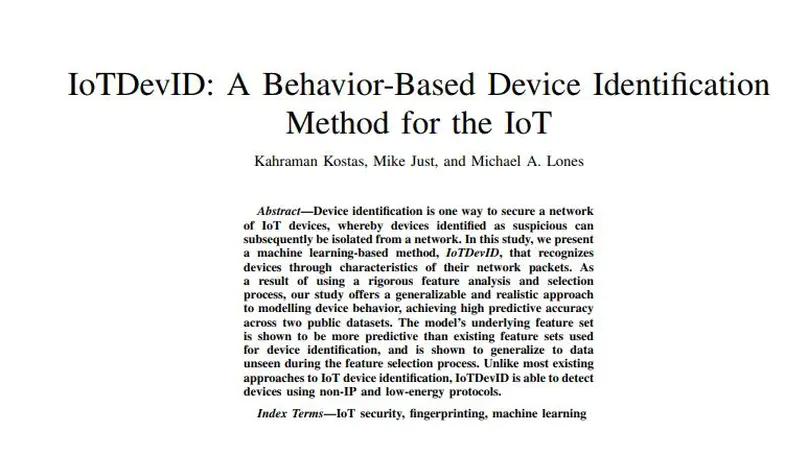 IoTDevID: A Behavior-Based Device Identification
Method for the IoT
Kahraman Kostas, Mike Just, and Michael A. Lones
Abstract—Device identification is one way to secure a network
of IoT devices, whereby devices identified as suspicious can
subsequently be isolated from a network. In this study, we present
a machine learning-based method, IoTDevID, that recognizes
devices through characteristics of their network packets. As
a result of using a rigorous feature analysis and selection
process, our study offers a generalizable and realistic approach
to modelling device behavior, achieving high predictive accuracy
across two public datasets. The model's underlying feature set
is shown to be more predictive than existing feature sets used
for device identification, and is shown to generalize to data
unseen during the feature selection process. Unlike most existing
approaches to IoT device identification, IoTDevID is able to detect
devices using non-IP and low-energy protocols.
Index Terms—IoT security, fingerprinting, machine learning